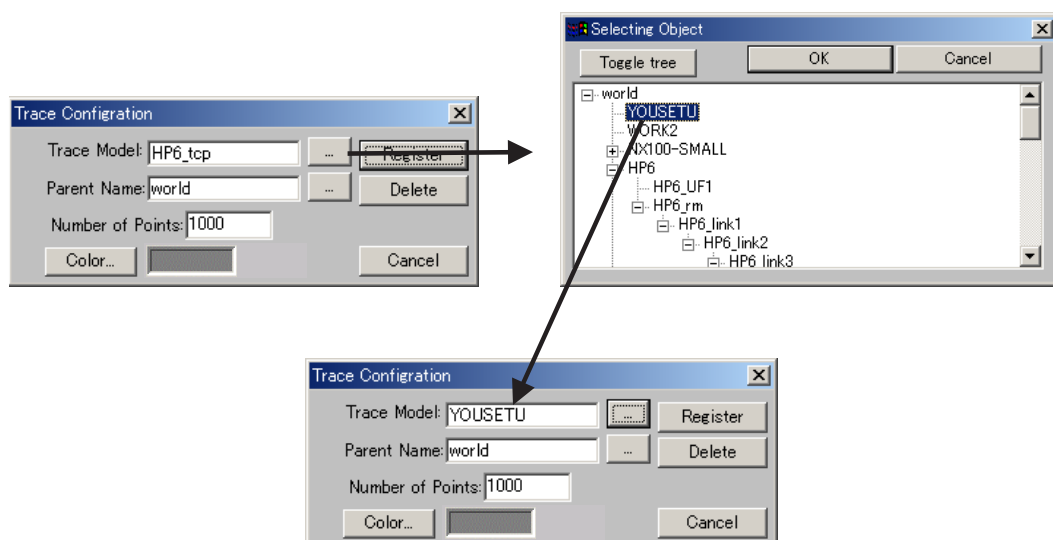 Selecting Object
Toggle tree
OK
Cancel
world
YOUSETU
WORK2
NX100-SMALL
HP6
HP6_UF1
HP6_rm
HP6_link1
HP6_link2
HP6_link3
Trace Configration
Trace Model: HP6_tcp ... Register
Parent Name: world ... Delete
Number of Points: 1000
Color... Cancel
Trace Configration
Trace Model: YOUSETU ... Register
Parent Name: world ... Delete
Number of Points: 1000
Color... Cancel